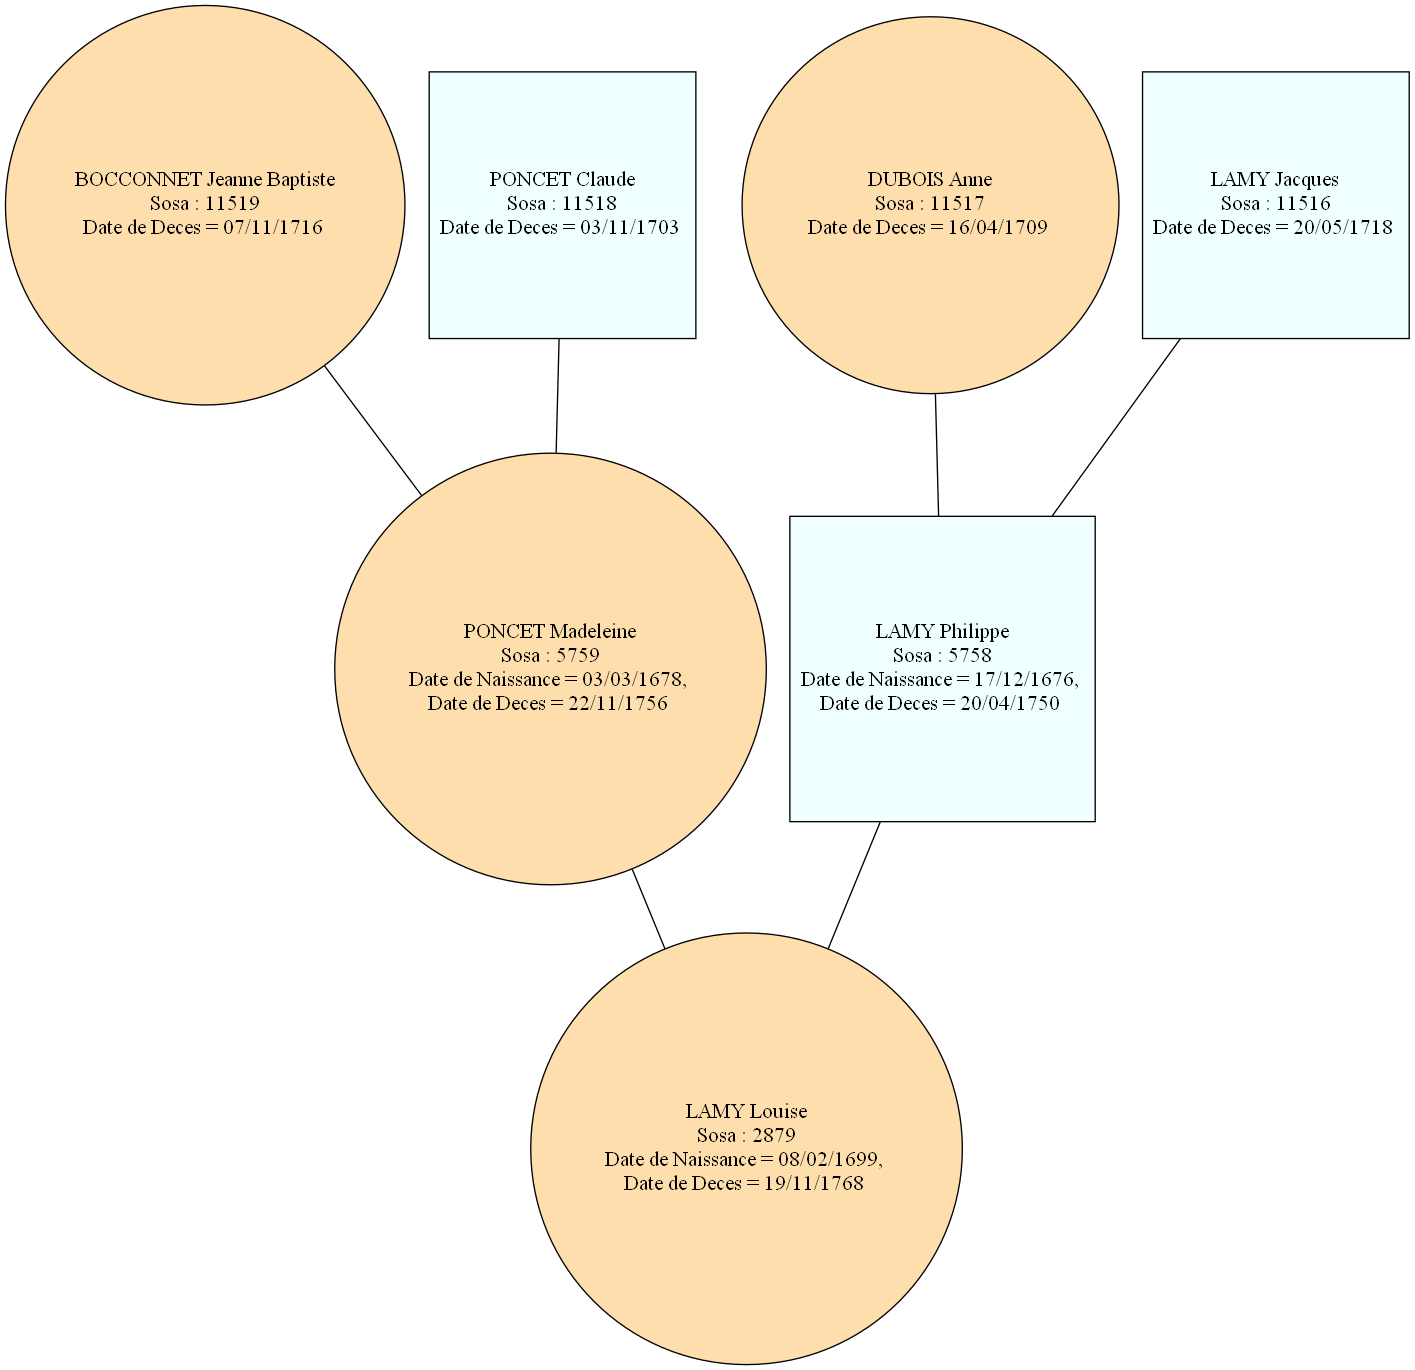 BOCCONNET Jeanne Baptiste
Sosa : 11519
Date de Deces = 07/11/1716
PONCET Claude
Sosa : 11518
Date de Deces = 03/11/1703
DUBOIS Anne
Sosa : 11517
Date de Deces = 16/04/1709
LAMY Jacques
Sosa : 11516
Date de Deces = 20/05/1718
PONCET Madeleine
Sosa : 5759
Date de Naissance = 03/03/1678,
Date de Deces = 22/11/1756
LAMY Philippe
Sosa : 5758
Date de Naissance = 17/12/1676,
Date de Deces = 20/04/1750
LAMY Louise
Sosa : 2879
Date de Naissance = 08/02/1699,
Date de Deces = 19/11/1768